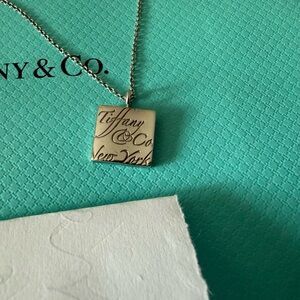 NY & CO.
Tiffany
& Co
New York